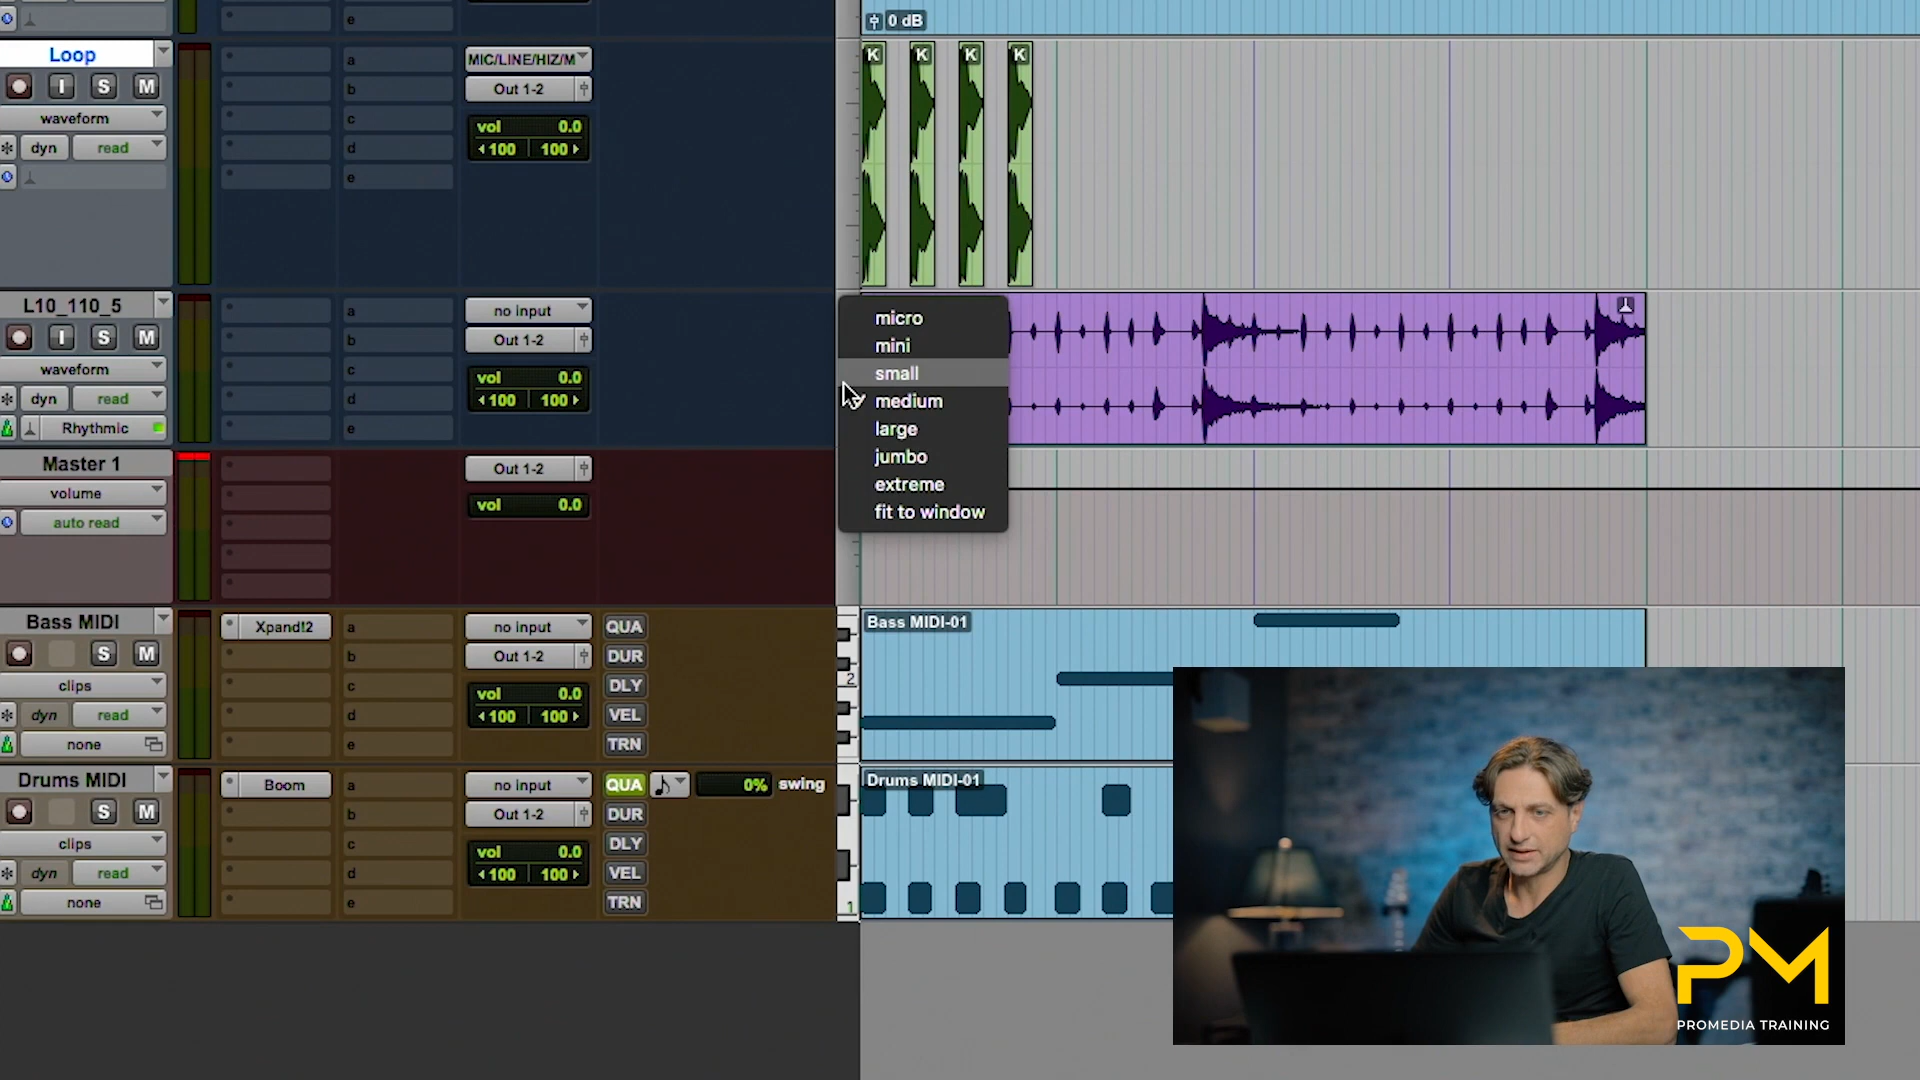 e
0 dB
Loop
I S M
waveform
dyn read
a
b
c
d
e
MIC/LINE/HIZ/M
Out 1-2
vol 0.0
100 100
K K K K
L10_110_5
I S M
waveform
dyn read
Rhythmic
a
b
c
d
e
no input
Out 1-2
vol 0.0
100 100
micro
mini
small
medium
large
jumbo
extreme
fit to window
Master 1
volume
auto read
Out 1-2
vol 0.0
Bass MIDI
S M
clips
dyn read
none
Xpand!2
a
b
c
d
e
no input
Out 1-2
vol 0.0
100 100
QUA
DUR
DLY
VEL
TRN
2
Bass MIDI-01
Drums MIDI
S M
clips
dyn read
none
Boom
a
b
c
d
e
no input
Out 1-2
vol 0.0
100 100
QUA 0% swing
DUR
DLY
VEL
TRN
1
Drums MIDI-01
PM
PROMEDIA TRAINING